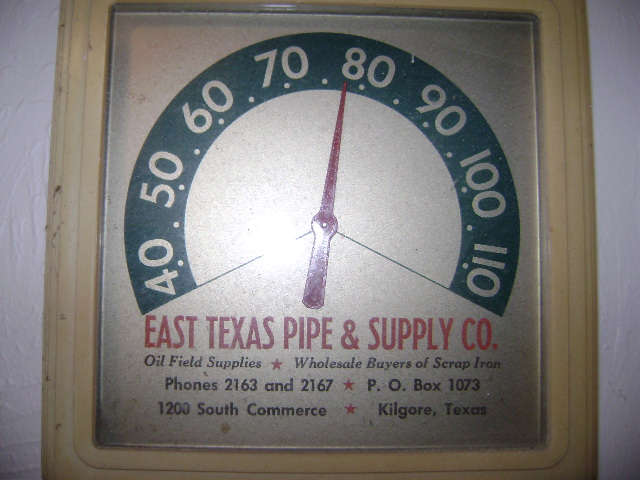 40 50 60 70 80 90 100 110
EAST TEXAS PIPE & SUPPLY CO.
Oil Field Supplies ★ Wholesale Buyers of Scrap Iron
Phones 2163 and 2167 ★ P. O. Box 1073
1200 South Commerce ★ Kilgore, Texas